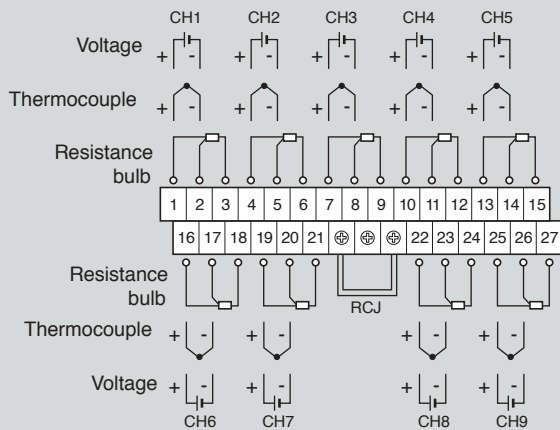 CH1 CH2 CH3 CH4 CH5
Voltage + - + - + - + - + -
Thermocouple + - + - + - + - + -
Resistance
bulb
1 2 3 4 5 6 7 8 9 10 11 12 13 14 15
16 17 18 19 20 21 22 23 24 25 26 27
Resistance
bulb
RCJ
Thermocouple + - + - + - + -
Voltage + - + - + - + -
CH6 CH7 CH8 CH9